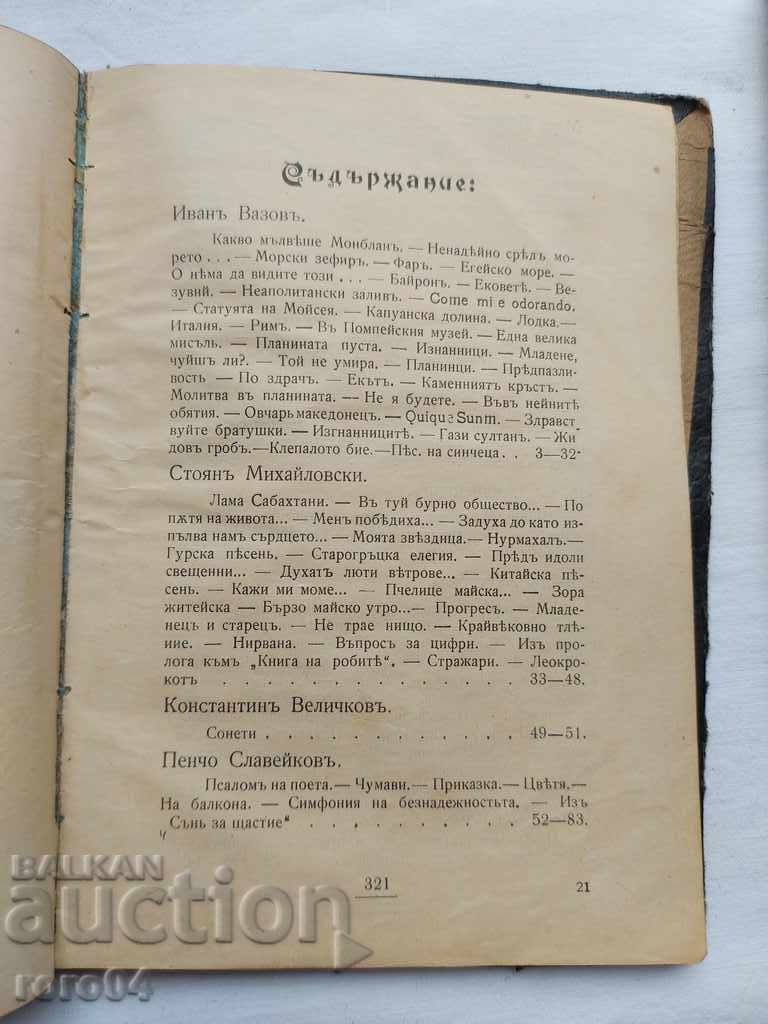 Съдържание:
Иванъ Вазовъ.
Какво мълвѣше Монбланъ. — Ненадѣйно срѣдъ мо-
рето . . . — Морски зефиръ. — Фаръ. — Егейско море. —
О нѣма да видите този . . . — Байронъ. — Ековетѣ. — Ве-
зувий. — Неаполитански заливъ. — Come mi e odorando.
— Статуята на Мойсея. — Капуанска долина. — Лодка.—
Италия. — Римъ. — Въ Помпейския музей. — Една велика
мисъль. — Планината пуста. — Изнанници. — Младене,
чуйшъ ли?. — Той не умира. — Планинци. — Прѣдпазли-
вость — По здрачъ. — Екътъ. — Каменниятъ кръстъ. —
Молитва въ планината. — Не я будете. — Въвъ нейнитѣ
обятия. — Овчарь македонецъ. — Quique Sunm. — Здравст
вуйте братушки. — Изгнанницитѣ. — Гази султанъ. — Жи
довъ гробъ.—Клепалото бие.—Пѣс. на синчеца. . 3—32·
Стоянъ Михайловски.
Лама Сабахтани. — Въ туй бурно общество... — По
пѫтя на живота... — Менъ побѣдиха... — Задуха до като из-
пълва намъ сърдцето... — Моята звѣздица.— Нурмахалъ.—
Гурска пѣсень. — Старогръцка елегия. — Прѣдъ идоли
свещенни... — Духатъ люти вѣтрове... — Китайска пѣ-
сень. — Кажи ми моме... — Пчелице майска... — Зора
житейска — Бързо майско утро...— Прогресъ. — Младе-
нецъ и старецъ. — Не трае нищо. — Крайвѣковно тлѣ-
ние. — Нирвана. — Въпросъ за цифри. — Изъ про-
лога къмъ „Книга на робитѣ“. — Стражари. — Леокро-
котъ . . . . . . . . . . . . . . 33—48.
Константинъ Величковъ.
Сонети . . . . . . . . . . . . 49—51.
Пенчо Славейковъ.
Псаломъ на поета.— Чумави.— Приказка.— Цвѣтя.—
На балкона. — Симфония на безнадежностьта. — Изъ
„Сънь за щастие“ . . . . . . . . . . 52—83.
321
21
BALKAN
auction
roro04